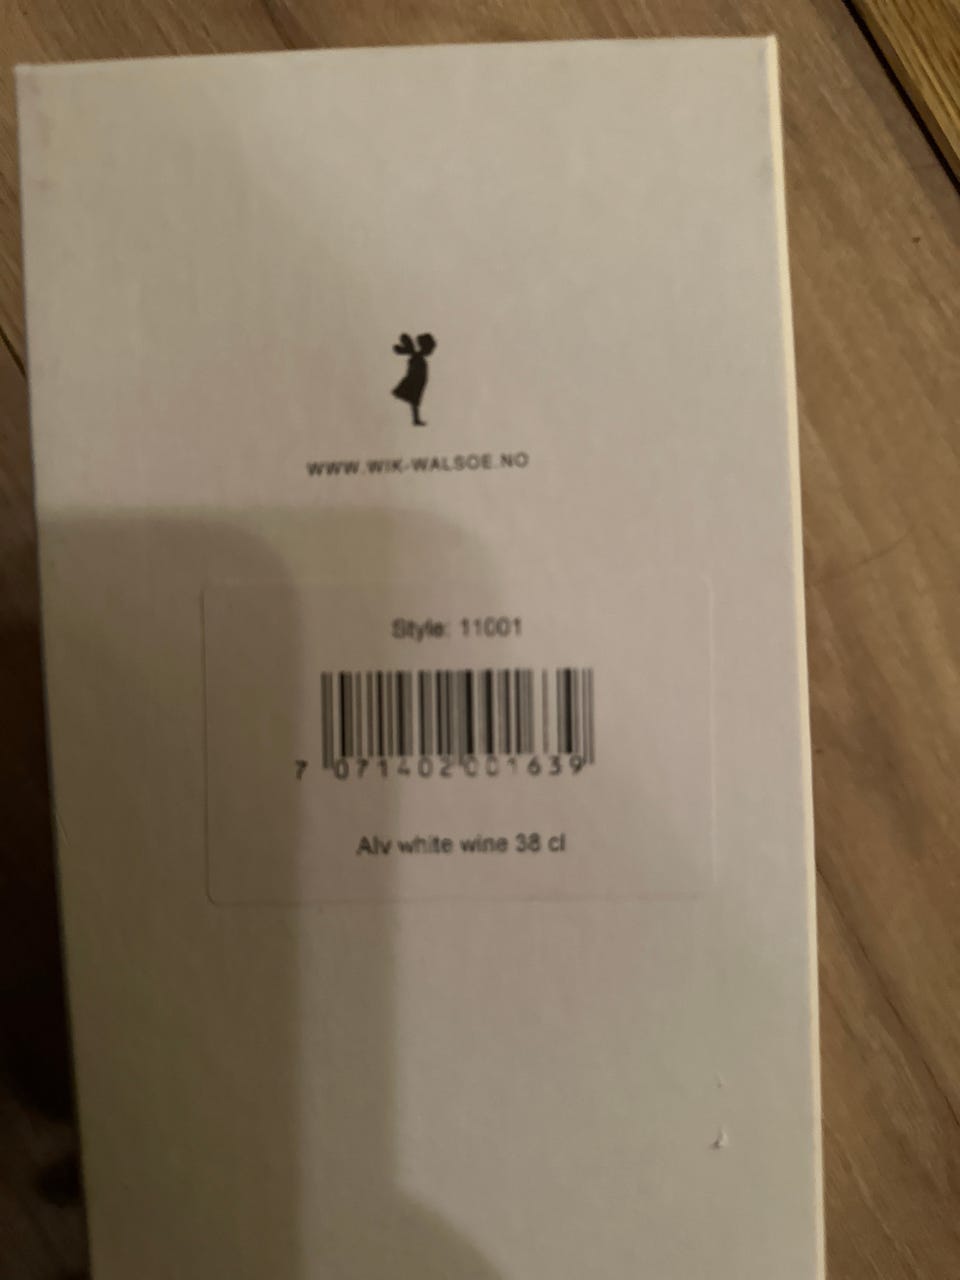 WWW.WIK-WALSOE.NO
Style: 11001
7 071402 001639
Alv white wine 38 cl